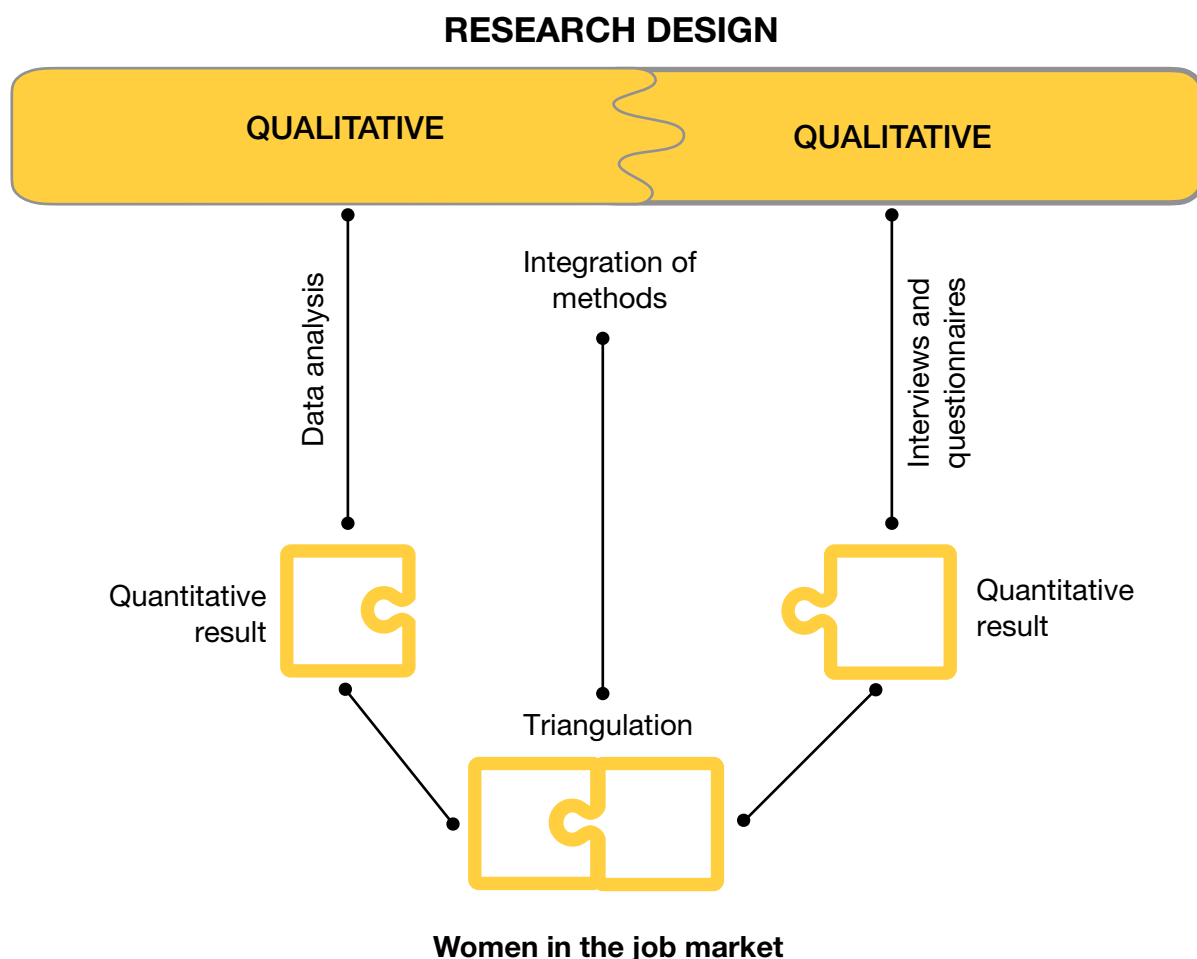 RESEARCH DESIGN
QUALITATIVE
QUALITATIVE
Data analysis
Integration of
methods
Interviews and
questionnaires
Quantitative
result
Quantitative
result
Triangulation
Women in the job market